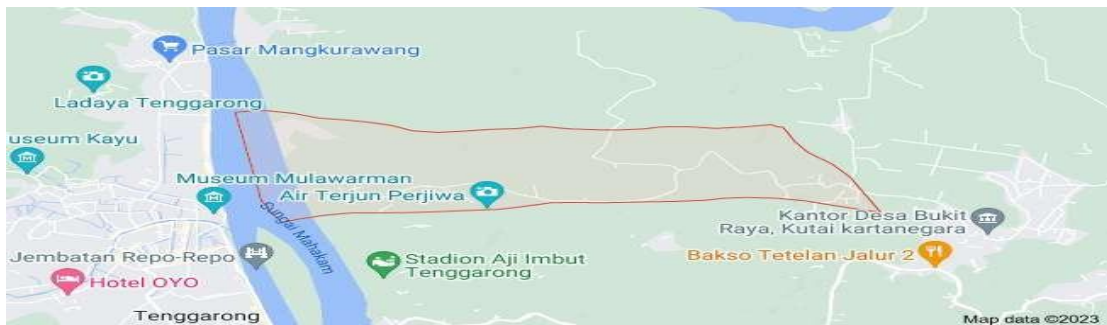 Pasar Mangkurawang
Ladaya Tenggarong
useum Kayu
Museum Mulawarman
Air Terjun Perjiwa
Sungai Mahakam
Kantor Desa Bukit
Raya, Kutai kartanegara
Jembatan Repo-Repo
Stadion Aji Imbut
Tenggarong
Bakso Tetelan Jalur 2
Hotel OYO
Tenggarong
Map data ©2023